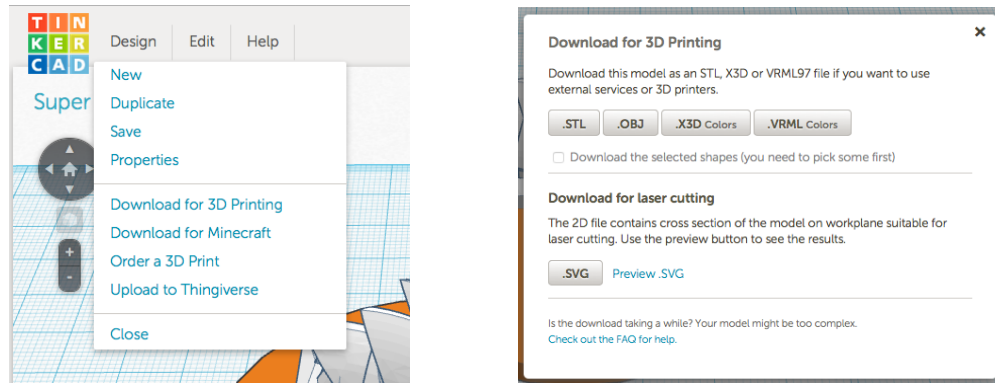 TIN
KER
CAD
Design Edit Help
New
Super
Duplicate
Save
Properties
Download for 3D Printing
Download for Minecraft
Order a 3D Print
Upload to Thingiverse
Close
+
-
Download for 3D Printing
Download this model as an STL, X3D or VRML97 file if you want to use
external services or 3D printers.
.STL .OBJ .X3D Colors .VRML Colors
Download the selected shapes (you need to pick some first)
Download for laser cutting
The 2D file contains cross section of the model on workplane suitable for
laser cutting. Use the preview button to see the results.
.SVG Preview .SVG
Is the download taking a while? Your model might be too complex.
Check out the FAQ for help.